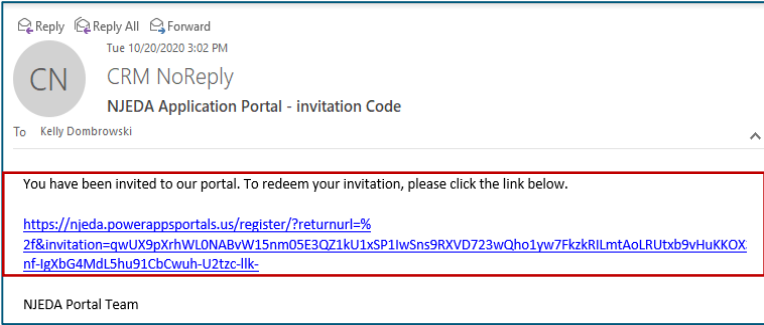 Reply Reply All Forward
Tue 10/20/2020 3:02 PM
CN
CRM NoReply
NJEDA Application Portal - invitation Code
To Kelly Dombrowski
You have been invited to our portal. To redeem your invitation, please click the link below.
https://njeda.powerappsportals.us/register/?returnurl=%
2f&invitation=qwUX9pXrhWL0NABvW15nm05E3QZ1kU1xSP1IwSns9RXVD723wQho1yw7FkzkRILmtAoLRUtxb9vHuKKOX
nf-IgXbG4MdL5hu91CbCwuh-U2tzc-llk-
NJEDA Portal Team